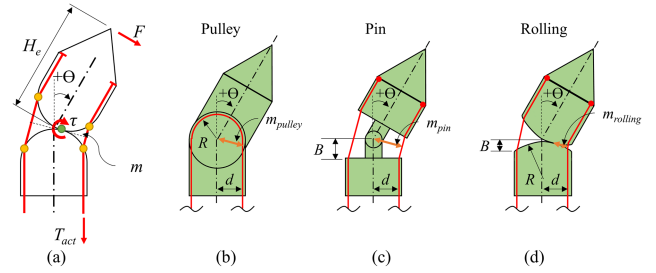 F
H_e
+Θ
τ
m
T_act
(a)
Pulley
+Θ
m_pulley
R
d
(b)
Pin
+Θ
m_pin
B
d
(c)
Rolling
+Θ
m_rolling
B
R
d
(d)